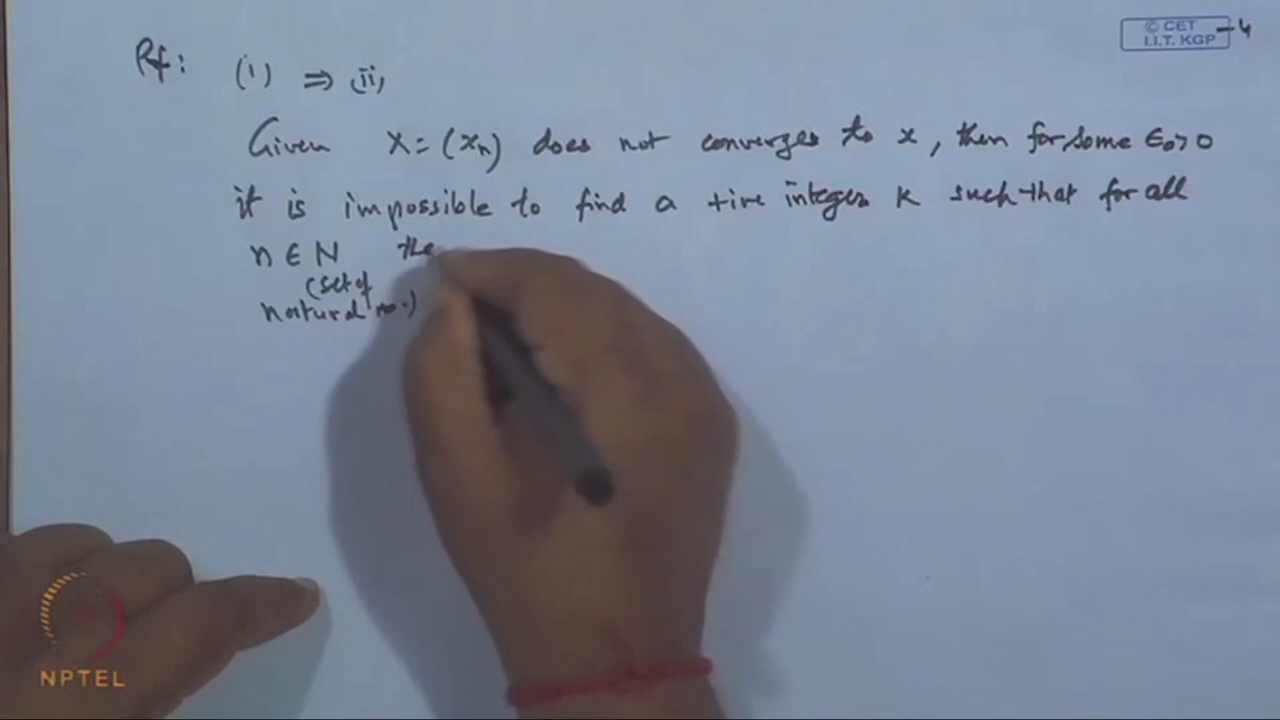 © CET
I.I.T. KGP
-4
Pf: (i) ⇒ (ii)
Given X = (xn) does not converges to x, then for some ϵ0 > 0
it is impossible to find a +ive integer K such that for all
n ∈ N the
(set of
natural no.)
NPTEL